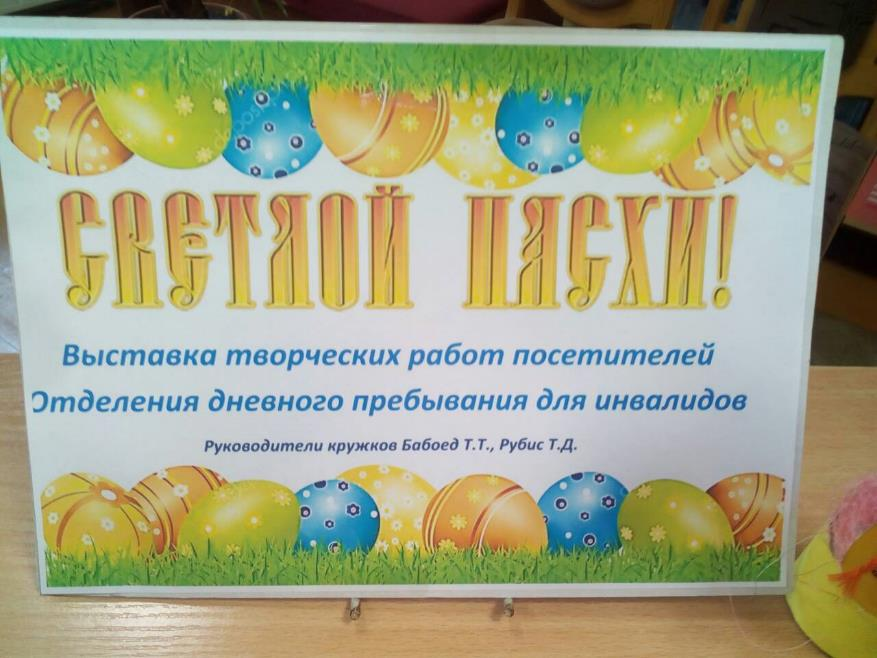 СВЕТЛОЙ ПАСХИ!
Выставка творческих работ посетителей
Отделения дневного пребывания для инвалидов
Руководители кружков Бабоед Т.Т., Рубис Т.Д.